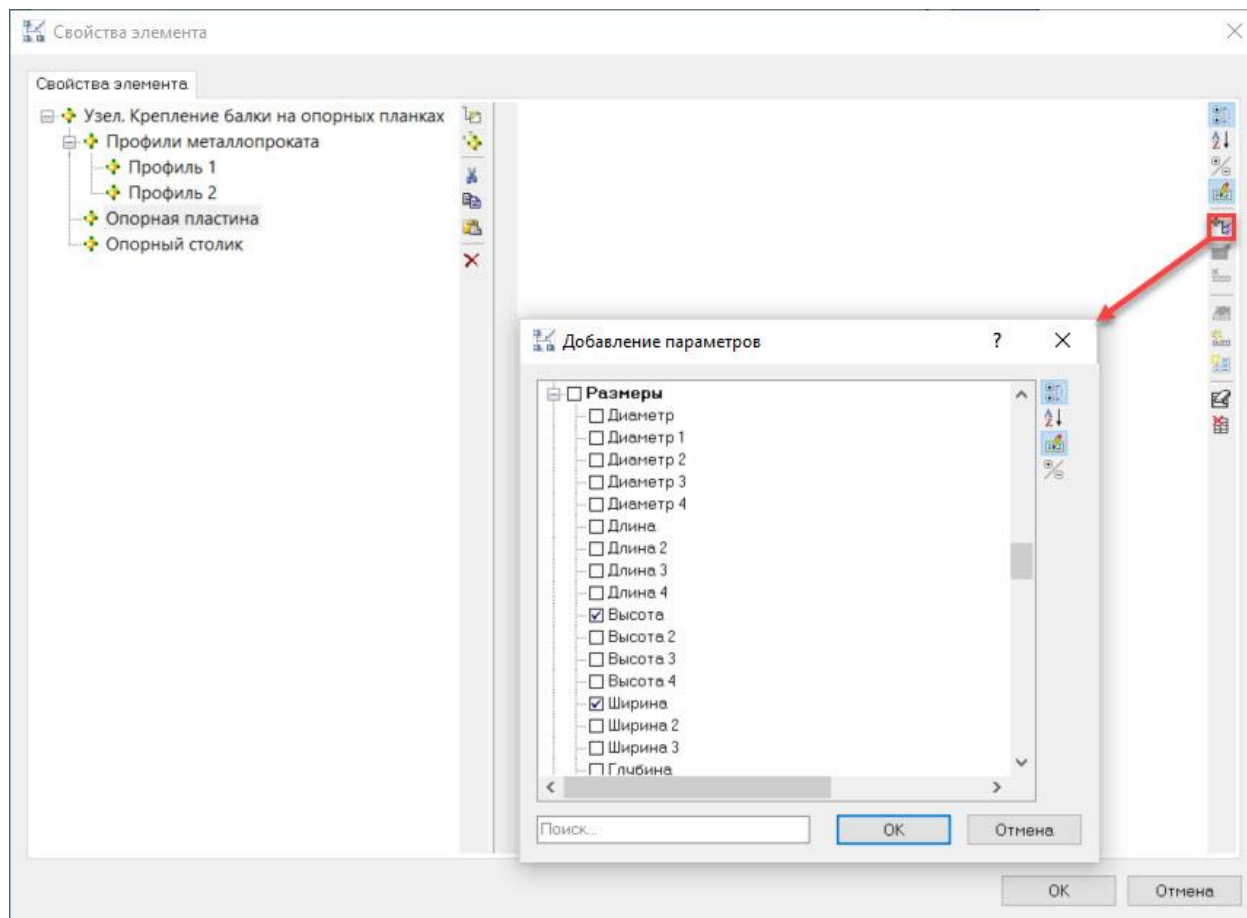 Свойства элемента
Свойства элемента
Узел. Крепление балки на опорных планках
Профили металлопроката
Профиль 1
Профиль 2
Опорная пластина
Опорный столик
Добавление параметров ?
Размеры
Диаметр
Диаметр 1
Диаметр 2
Диаметр 3
Диаметр 4
Длина
Длина 2
Длина 3
Длина 4
Высота
Высота 2
Высота 3
Высота 4
Ширина
Ширина 2
Ширина 3
Глубина
Поиск...
OK
Отмена
OK
Отмена